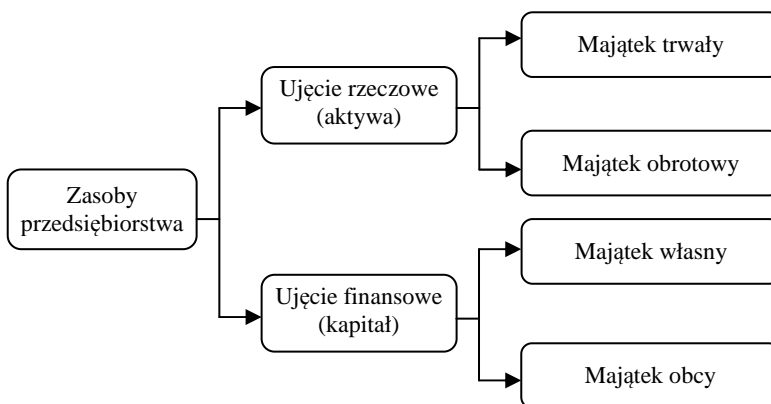 Zasoby
przedsiębiorstwa
Ujęcie rzeczowe
(aktywa)
Majątek trwały
Majątek obrotowy
Ujęcie finansowe
(kapitał)
Majątek własny
Majątek obcy